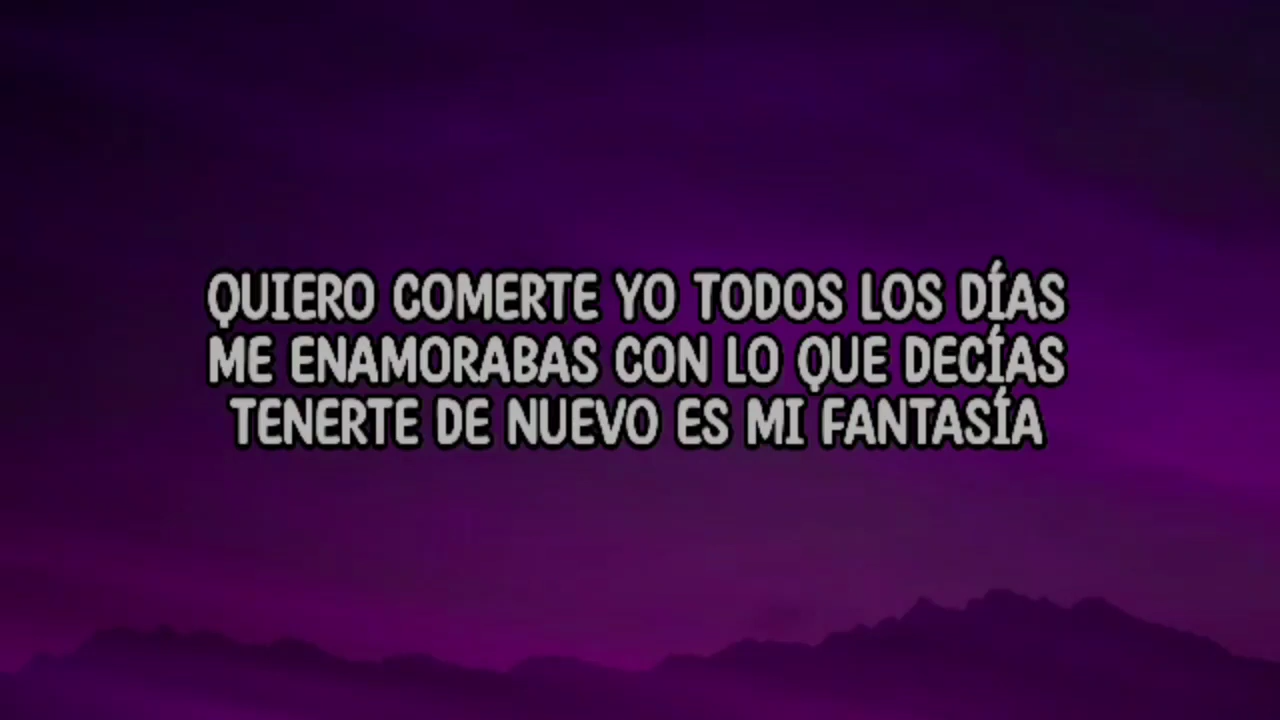 QUIERO COMERTE YO TODOS LOS DÍAS
ME ENAMORABAS CON LO QUE DECÍAS
TENERTE DE NUEVO ES MI FANTASÍA